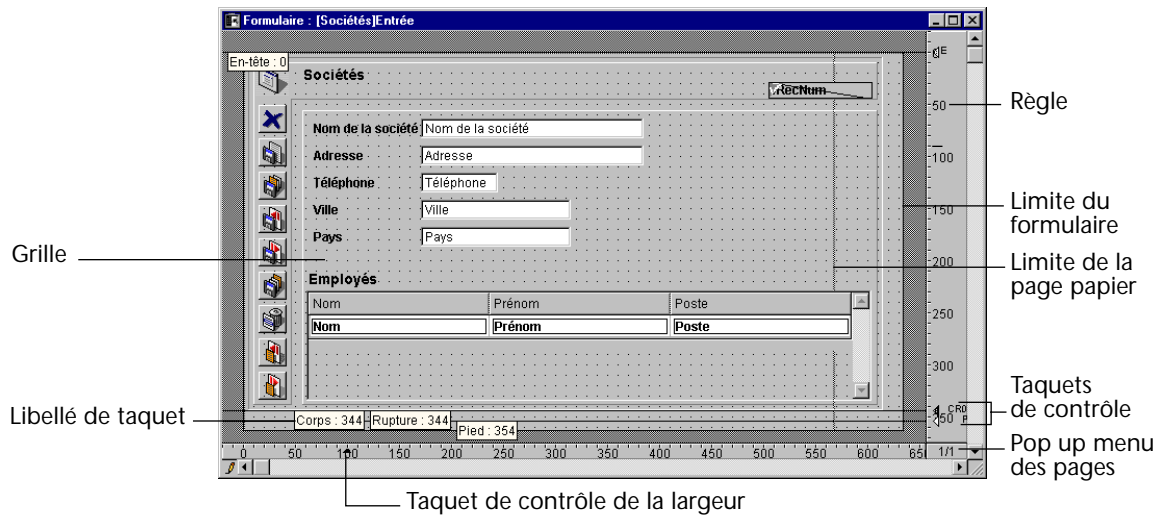 Formulaire : [Sociétés]Entrée
En-tête : 0
Sociétés
vRecNum
E
50
100
150
200
250
300
350
Nom de la société Nom de la société
Adresse Adresse
Téléphone Téléphone
Ville Ville
Pays Pays
Employés
Nom Prénom Poste
Nom Prénom Poste
Corps : 344 Rupture : 344
Pied : 354
CR0
P
0 50 100 150 200 250 300 350 400 450 500 550 600 65
1/1
Grille
Libellé de taquet
Règle
Limite du
formulaire
Limite de la
page papier
Taquets
de contrôle
Pop up menu
des pages
Taquet de contrôle de la largeur